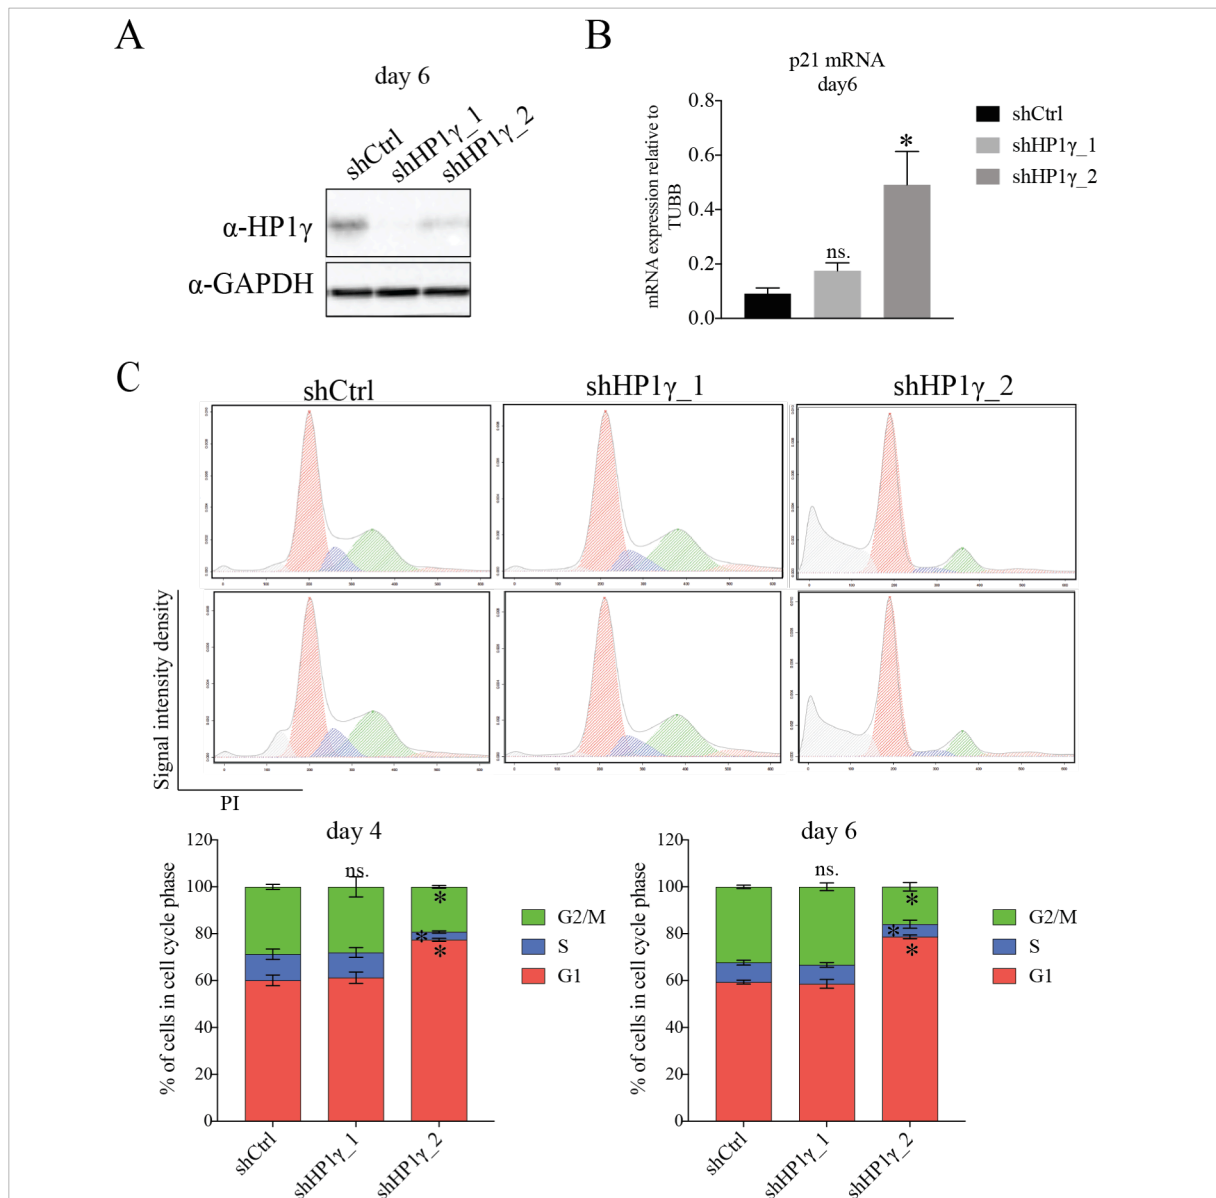 A
day 6
shCtrl
shHP1γ_1
shHP1γ_2
α-HP1γ
α-GAPDH
B
p21 mRNA
day6
mRNA expression relative to
TUBB
0.8
0.6
0.4
0.2
0.0
ns.
*
shCtrl
shHP1γ_1
shHP1γ_2
C
shCtrl
shHP1γ_1
shHP1γ_2
Signal intensity density
PI
day 4
% of cells in cell cycle phase
120
100
80
60
40
20
0
ns.
*
*
*
G2/M
S
G1
shCtrl
shHP1γ_1
shHP1γ_2
day 6
% of cells in cell cycle phase
120
100
80
60
40
20
0
ns.
*
*
*
G2/M
S
G1
shCtrl
shHP1γ_1
shHP1γ_2